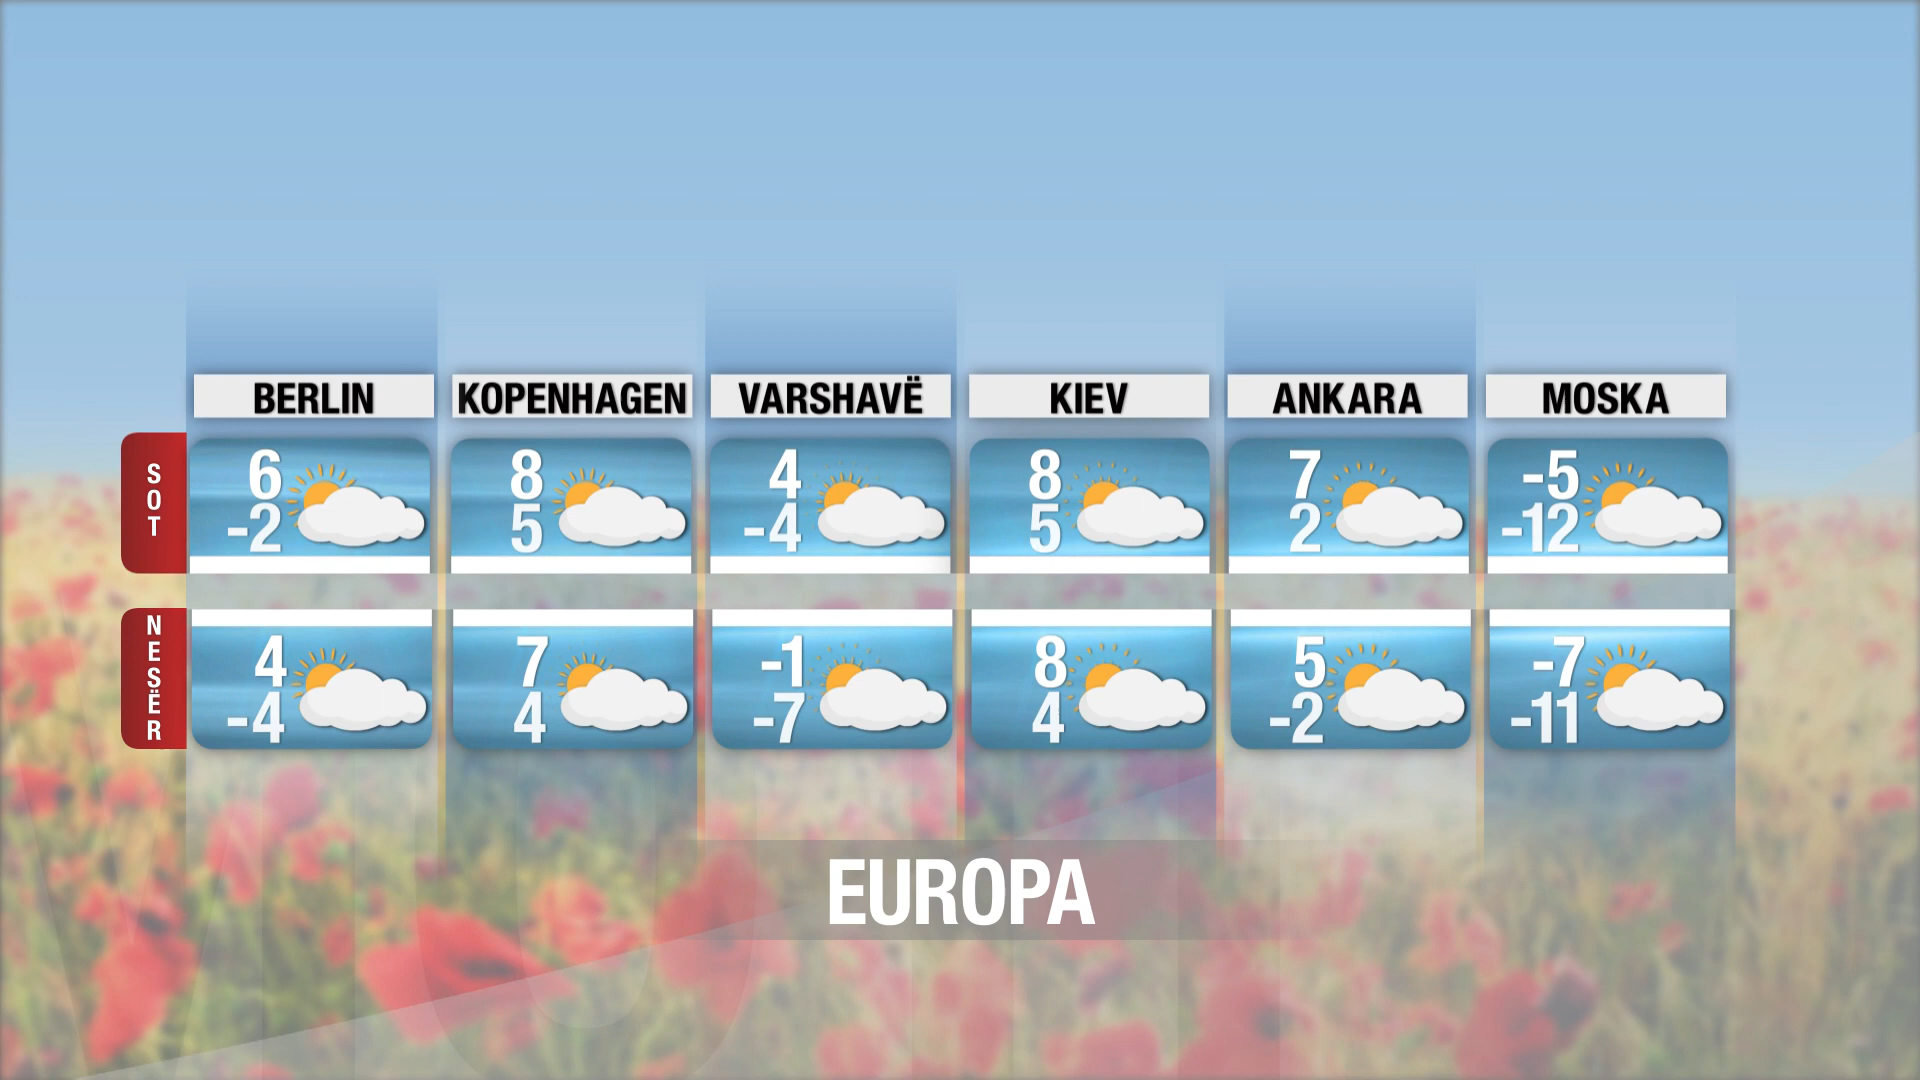 BERLIN KOPENHAGEN VARSHAVË KIEV ANKARA MOSKA
SOT
6 8 4 8 7 -5
-2 5 -4 5 2 -12
NESËR
4 7 -1 8 5 -7
-4 4 -7 4 -2 -11
EUROPA